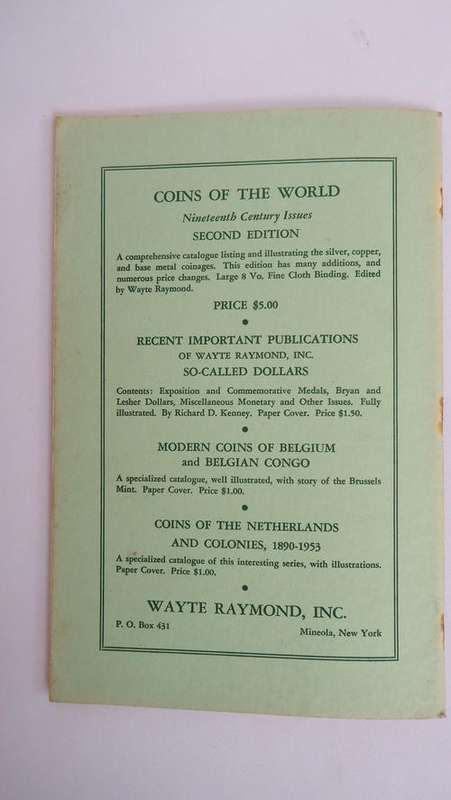 COINS OF THE WORLD
Nineteenth Century Issues
SECOND EDITION
A comprehensive catalogue listing and illustrating the silver, copper,
and base metal coinages. This edition has many additions, and
numerous price changes. Large 8 Vo. Fine Cloth Binding. Edited
by Wayte Raymond.
PRICE $5.00
•
RECENT IMPORTANT PUBLICATIONS
OF WAYTE RAYMOND, INC.
SO-CALLED DOLLARS
Contents: Exposition and Commemorative Medals, Bryan and
Lesher Dollars, Miscellaneous Monetary and Other Issues. Fully
illustrated. By Richard D. Kenney. Paper Cover. Price $1.50.
•
MODERN COINS OF BELGIUM
and BELGIAN CONGO
A specialized catalogue, well illustrated, with story of the Brussels
Mint. Paper Cover. Price $1.00.
•
COINS OF THE NETHERLANDS
AND COLONIES, 1890-1953
A specialized catalogue of this interesting series, with illustrations.
Paper Cover. Price $1.00.
•
WAYTE RAYMOND, INC.
P. O. Box 431 Mineola, New York